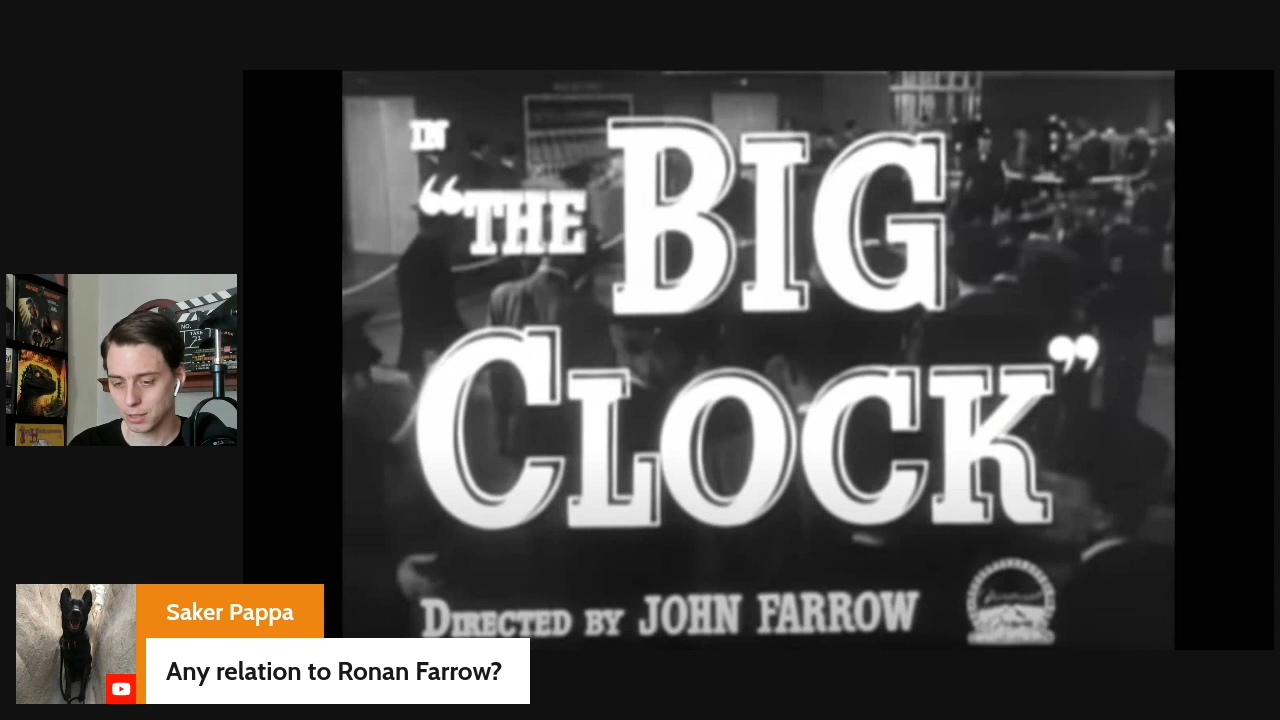 IN
“THE BIG
CLOCK”
DIRECTED BY JOHN FARROW
Saker Pappa
Any relation to Ronan Farrow?